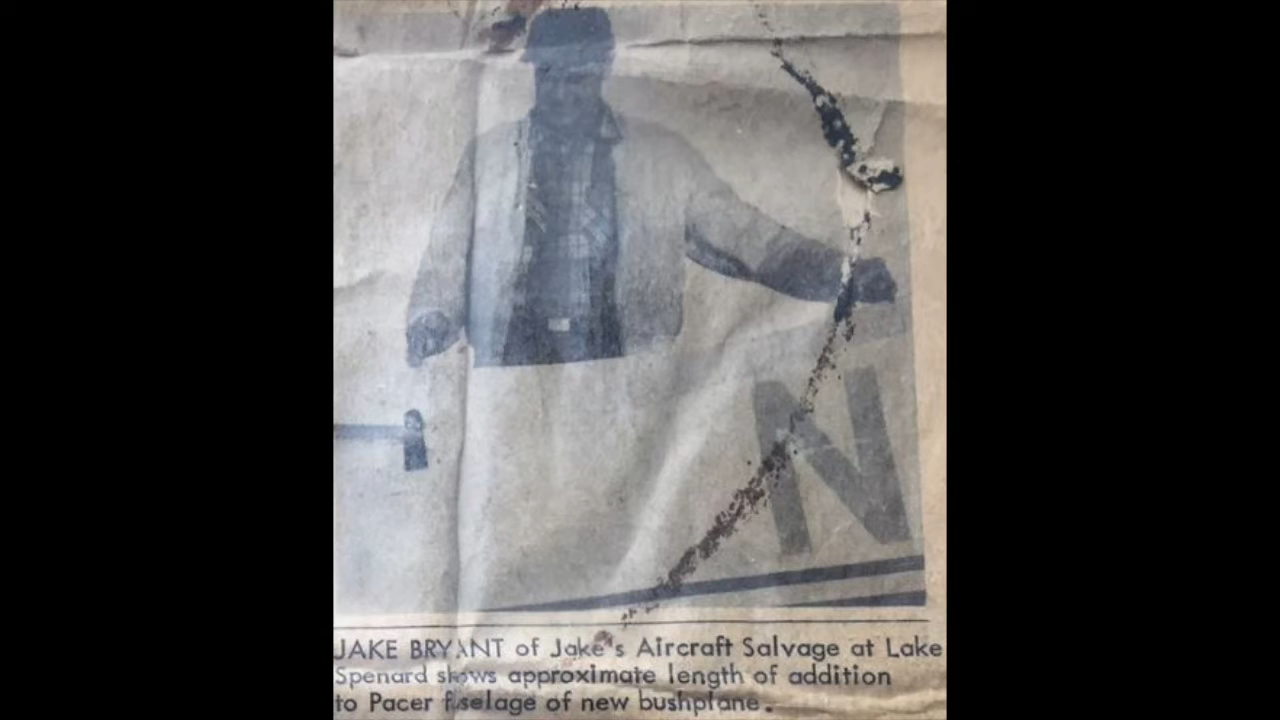 N
JAKE BRYANT of Jake's Aircraft Salvage at Lake
Spenard shows approximate length of addition
to Pacer fuselage of new bushplane.